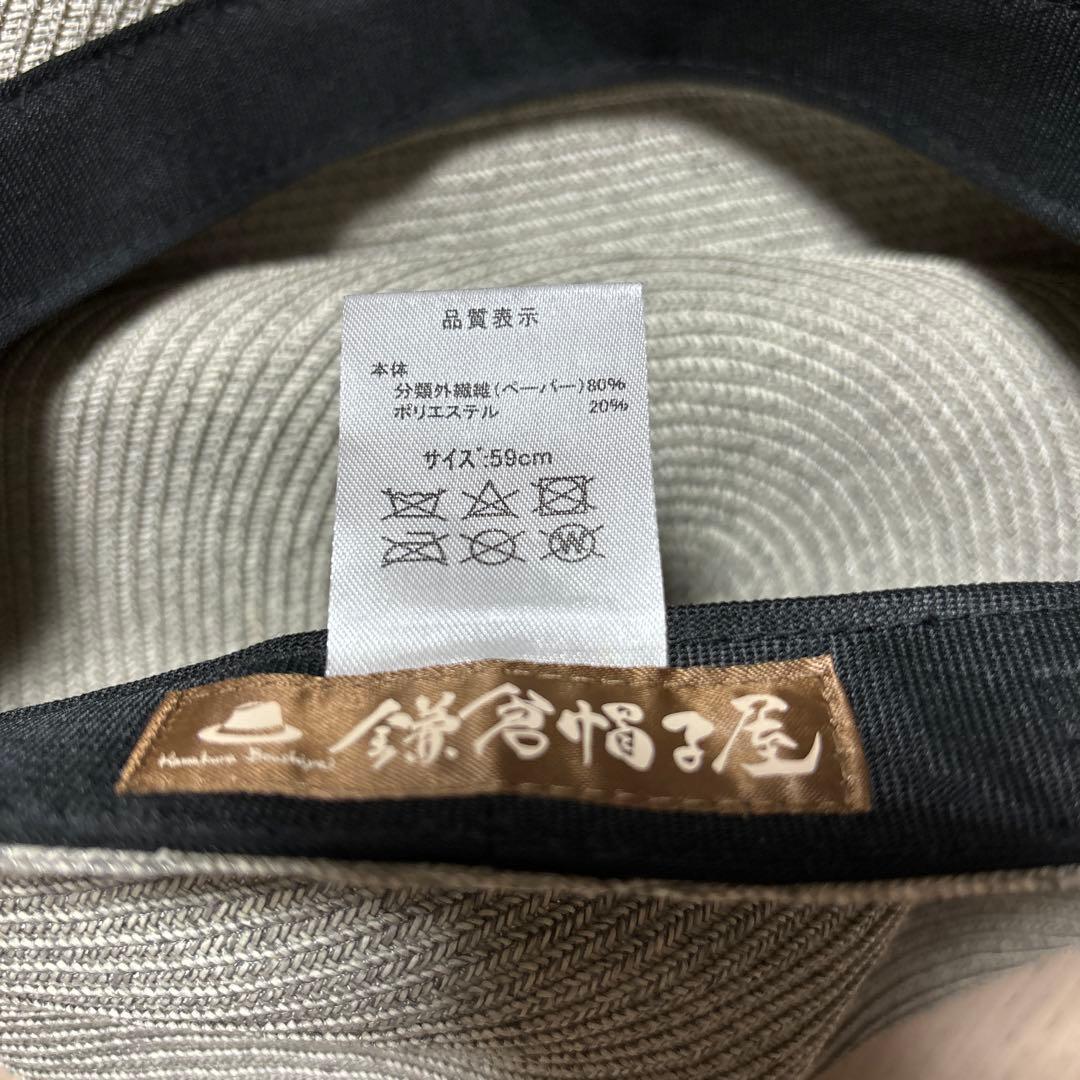 品質表示
本体
分類外繊維(ペーパー)80%
ポリエステル 20%
サイズ:59cm
W
鎌倉帽子屋